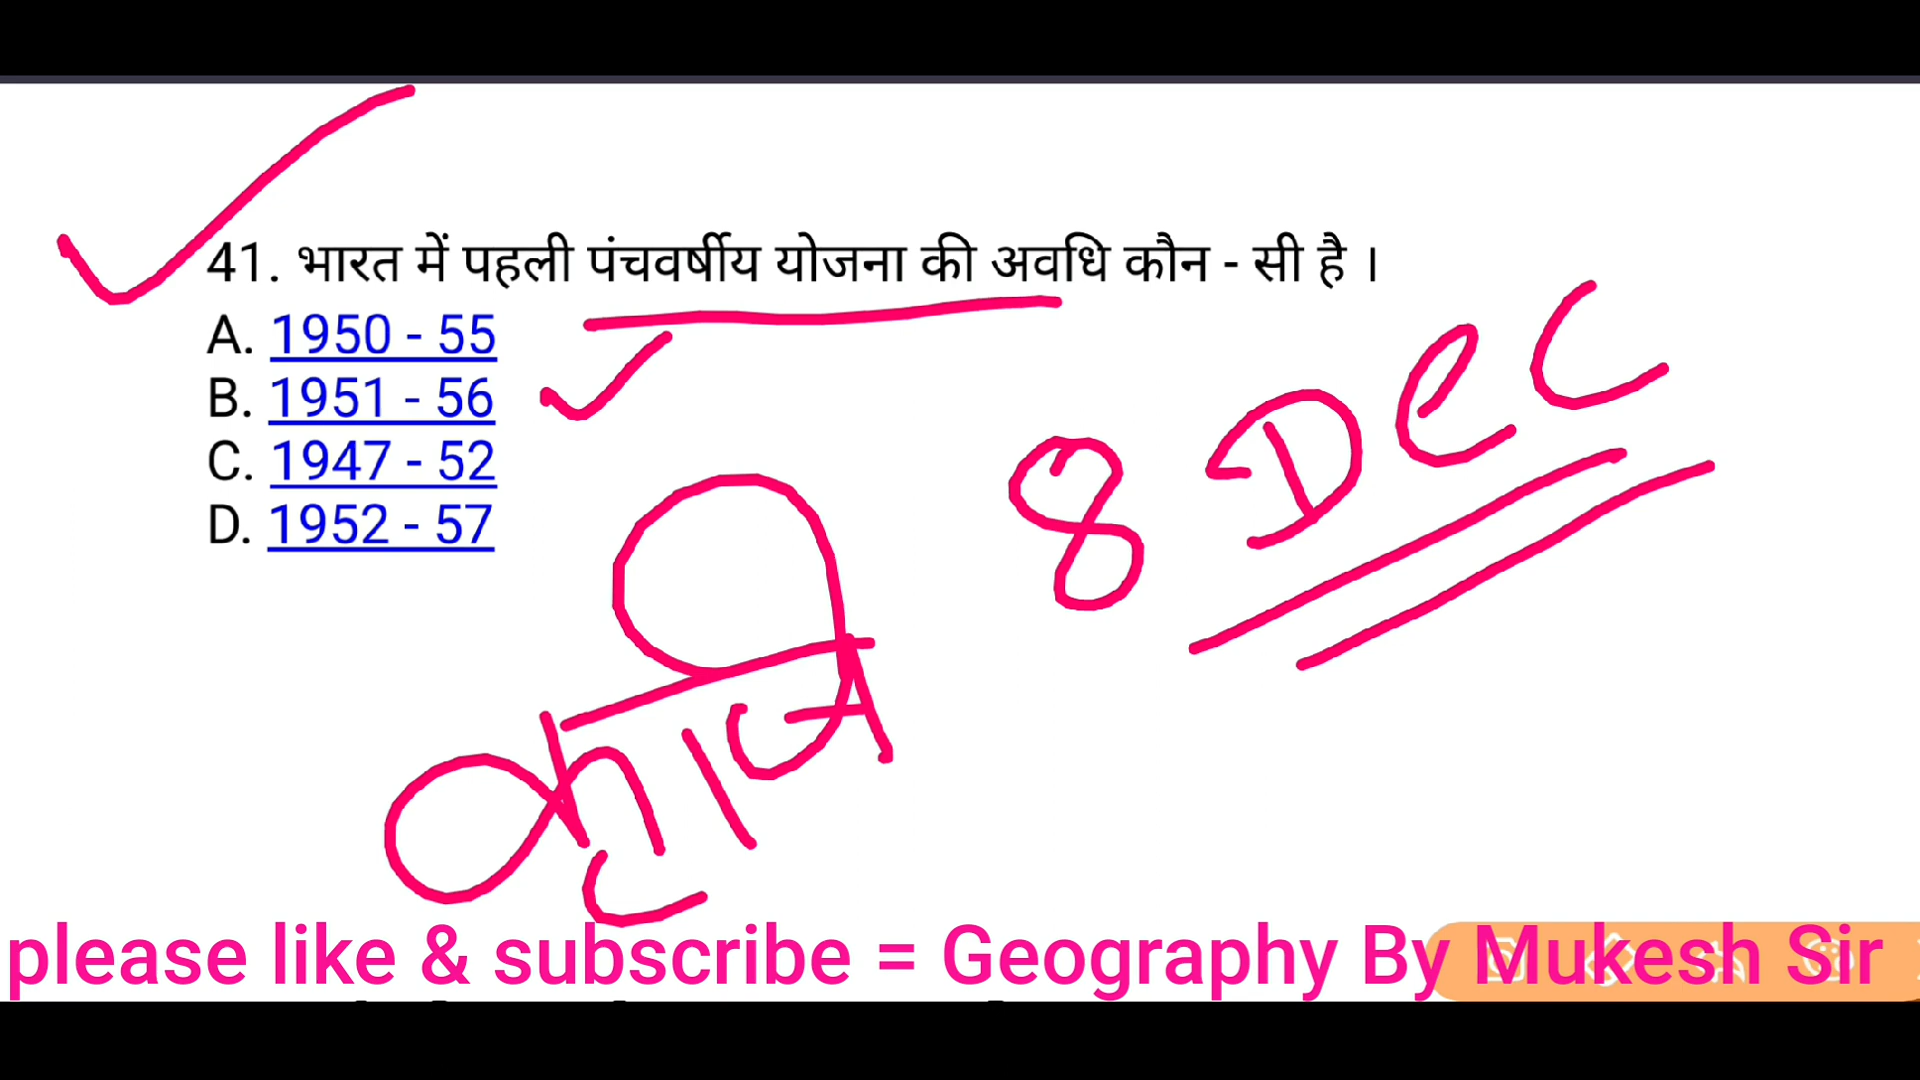 41. भारत में पहली पंचवर्षीय योजना की अवधि कौन - सी है ।
A. 1950 - 55
B. 1951 - 56
C. 1947 - 52
D. 1952 - 57
8 Dec
please like & subscribe = Geography By Mukesh Sir